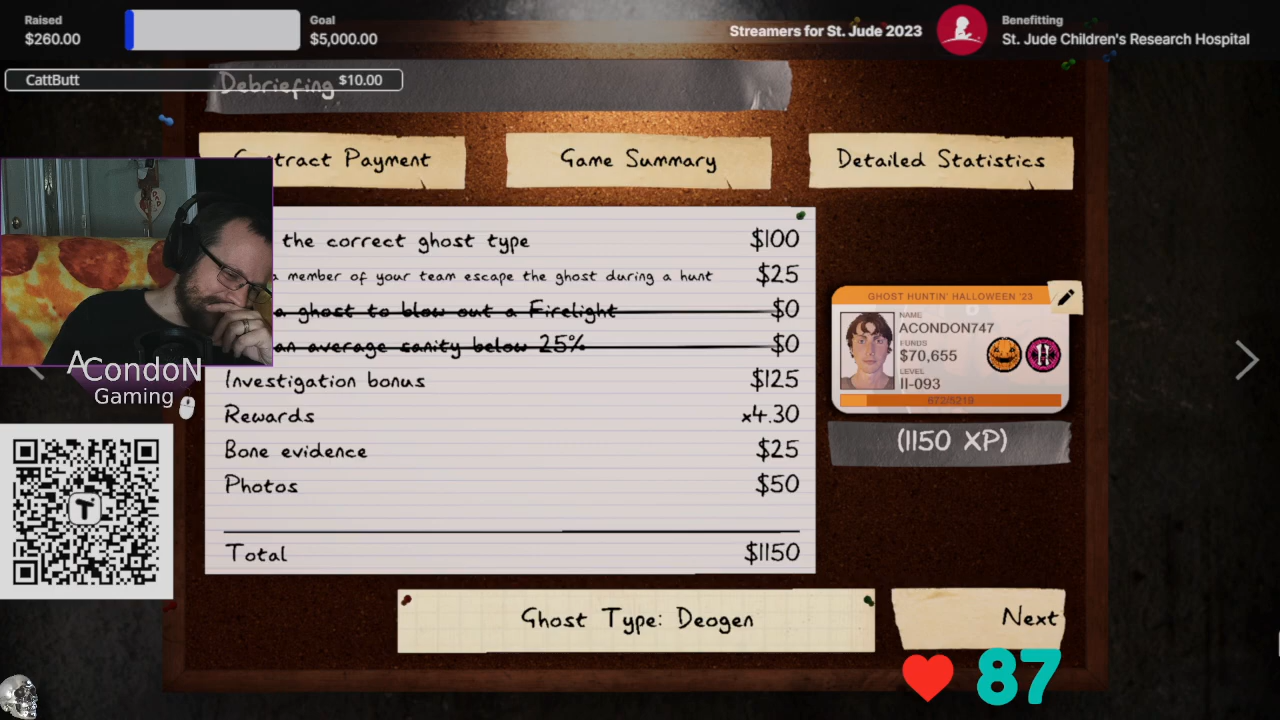 Raised
$260.00
Goal
$5,000.00
Streamers for St. Jude 2023
Benefitting
St. Jude Children's Research Hospital
CattButt
$10.00
Debriefing
Contract Payment
Game Summary
Detailed Statistics
the correct ghost type $100
a member of your team escape the ghost during a hunt $25
a ghost to blow out a Firelight $0
an average sanity below 25% $0
Investigation bonus $125
Rewards x4.30
Bone evidence $25
Photos $50
Total $1150
GHOST HUNTIN' HALLOWEEN '23
NAME
ACONDON747
FUNDS
$70,655
LEVEL
II-093
672/8219
(1150 XP)
ACondoN
Gaming
T
Ghost Type: Deogen
Next
87